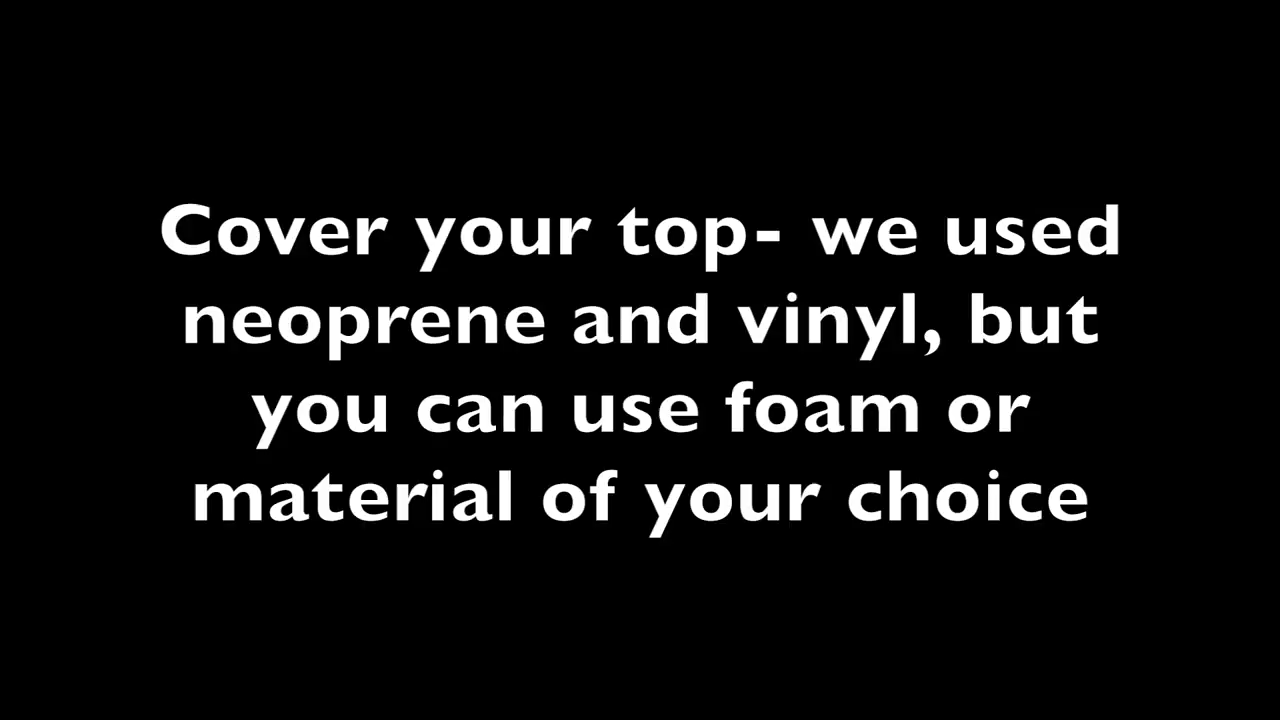 Cover your top- we used
neoprene and vinyl, but
you can use foam or
material of your choice